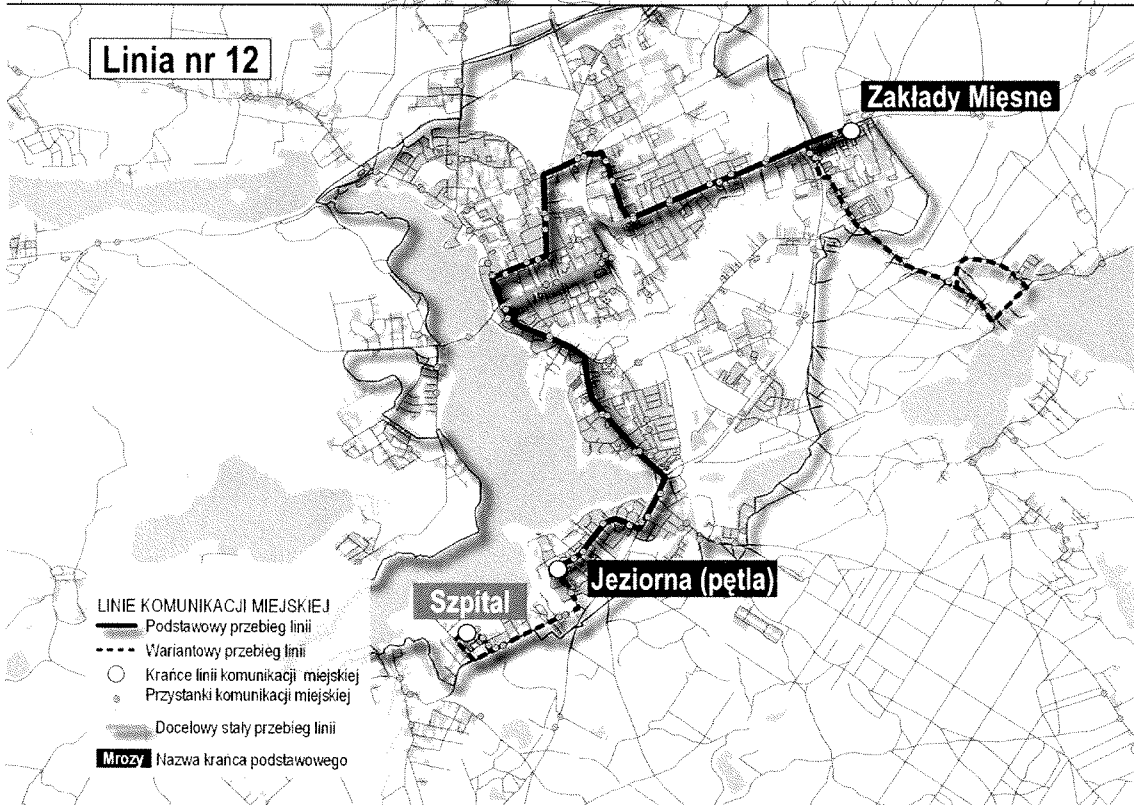 Linia nr 12
Zakłady Mięsne
Jeziorna (pętla)
Szpital
LINIE KOMUNIKACJI MIEJSKIEJ
Podstawowy przebieg linii
Wariantowy przebieg linii
Krańce linii komunikacji miejskiej
Przystanki komunikacji miejskiej
Docelowy stały przebieg linii
Mrozy Nazwa krańca podstawowego